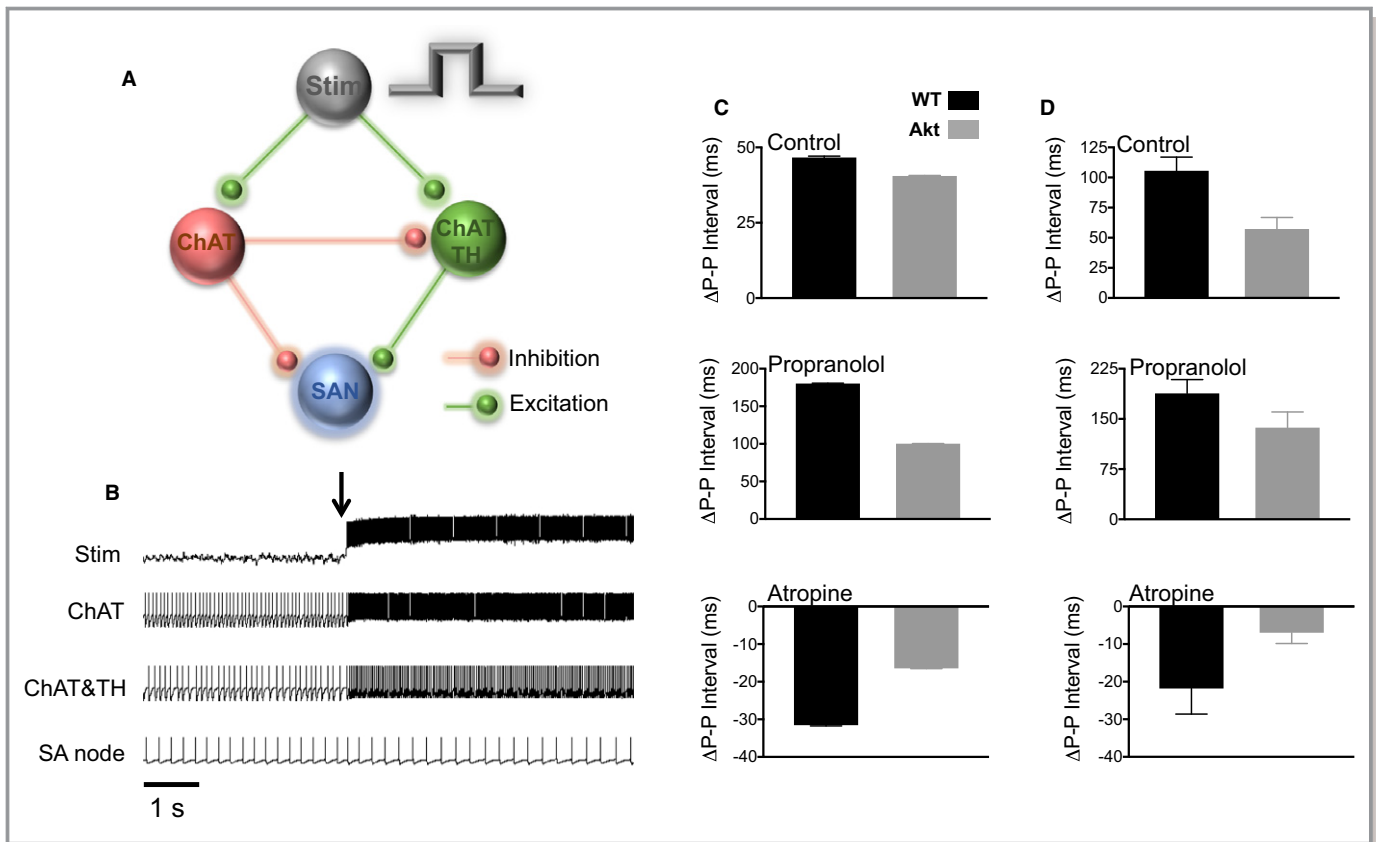 A
Stim
ChAT
ChAT
TH
SAN
Inhibition
Excitation
B
Stim
ChAT
ChAT&TH
SA node
1 s
C
WT
Akt
Control
ΔP-P Interval (ms)
50
25
0
Propranolol
ΔP-P Interval (ms)
200
150
100
50
0
Atropine
ΔP-P Interval (ms)
0
-10
-20
-30
-40
D
Control
ΔP-P Interval (ms)
125
100
75
50
25
0
Propranolol
ΔP-P Interval (ms)
225
150
75
0
Atropine
ΔP-P Interval (ms)
0
-10
-20
-30
-40